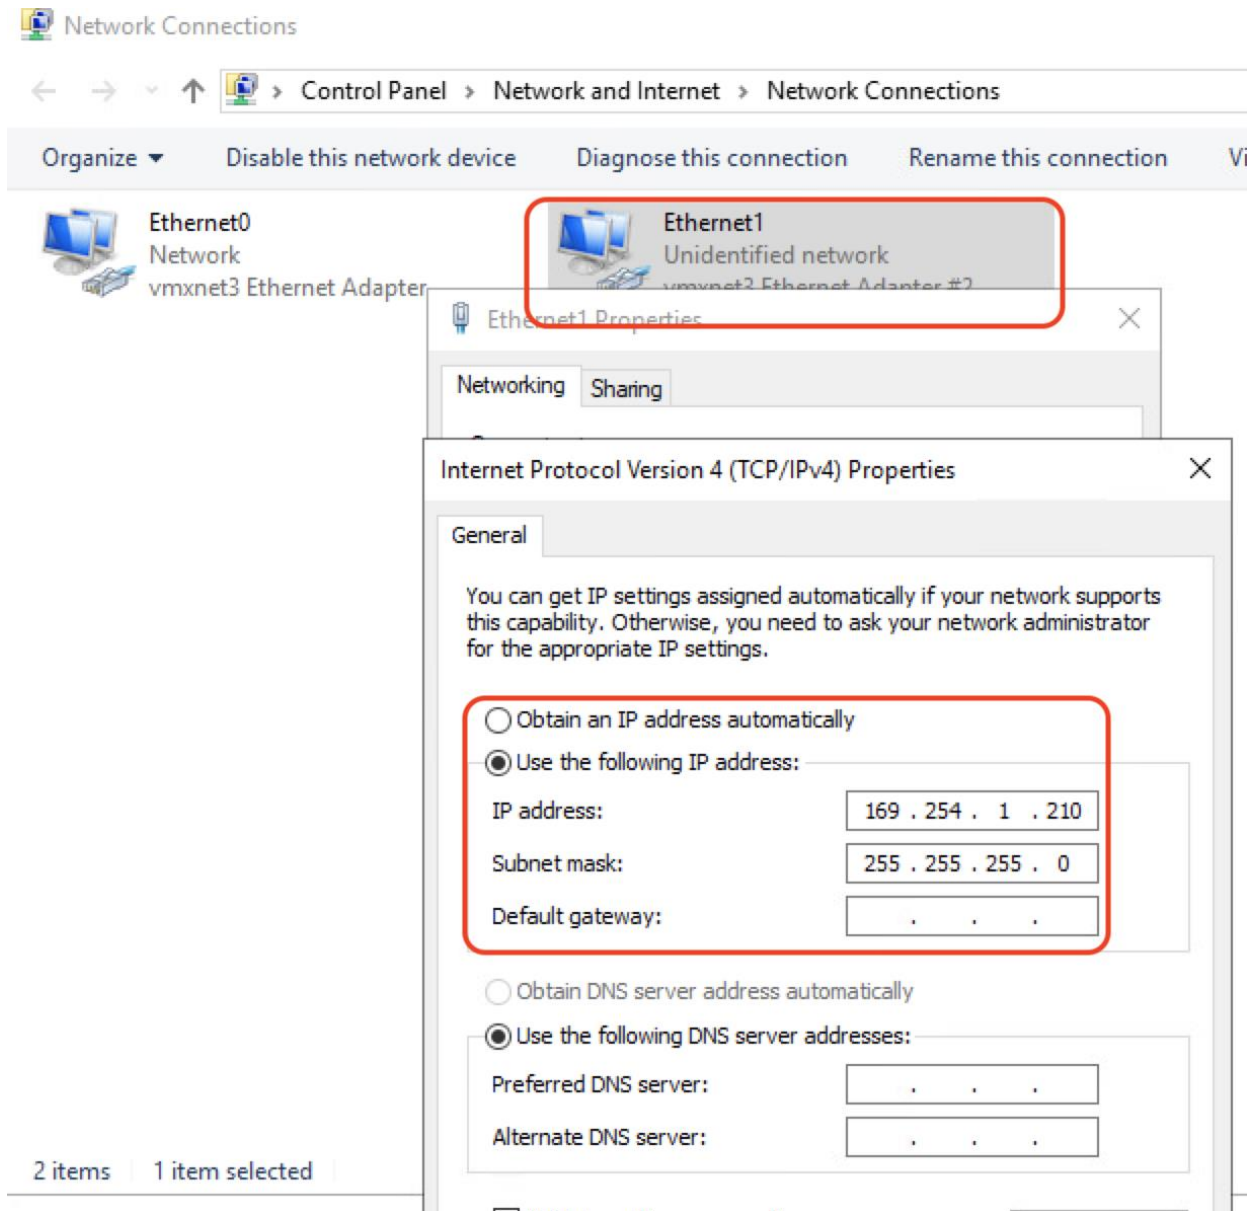 Network Connections
Control Panel > Network and Internet > Network Connections
Organize Disable this network device Diagnose this connection Rename this connection
Ethernet0
Network
vmxnet3 Ethernet Adapter
Ethernet1
Unidentified network
vmxnet3 Ethernet Adapter #2
Ethernet1 Properties
Networking Sharing
Internet Protocol Version 4 (TCP/IPv4) Properties
General
You can get IP settings assigned automatically if your network supports
this capability. Otherwise, you need to ask your network administrator
for the appropriate IP settings.
Obtain an IP address automatically
Use the following IP address:
IP address: 169 . 254 . 1 . 210
Subnet mask: 255 . 255 . 255 . 0
Default gateway: . . .
Obtain DNS server address automatically
Use the following DNS server addresses:
Preferred DNS server: . . .
Alternate DNS server: . . .
2 items 1 item selected